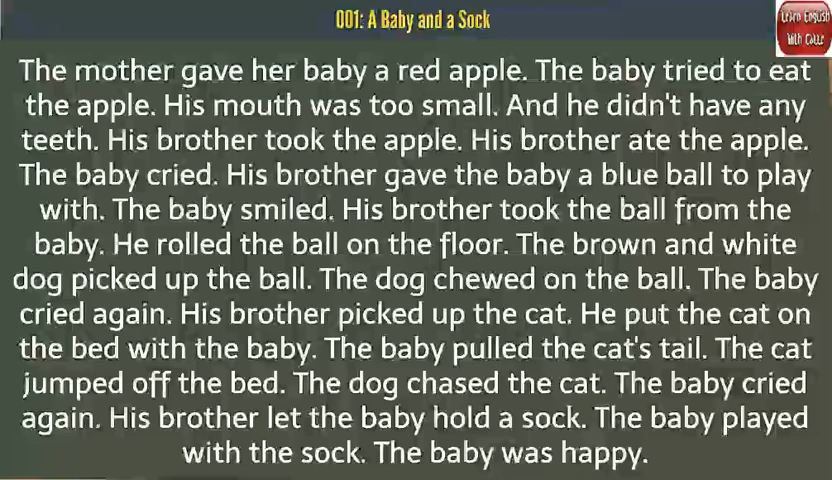 001: A Baby and a Sock
Learn English
With Cätär
The mother gave her baby a red apple. The baby tried to eat
the apple. His mouth was too small. And he didn't have any
teeth. His brother took the apple. His brother ate the apple.
The baby cried. His brother gave the baby a blue ball to play
with. The baby smiled. His brother took the ball from the
baby. He rolled the ball on the floor. The brown and white
dog picked up the ball. The dog chewed on the ball. The baby
cried again. His brother picked up the cat. He put the cat on
the bed with the baby. The baby pulled the cat's tail. The cat
jumped off the bed. The dog chased the cat. The baby cried
again. His brother let the baby hold a sock. The baby played
with the sock. The baby was happy.